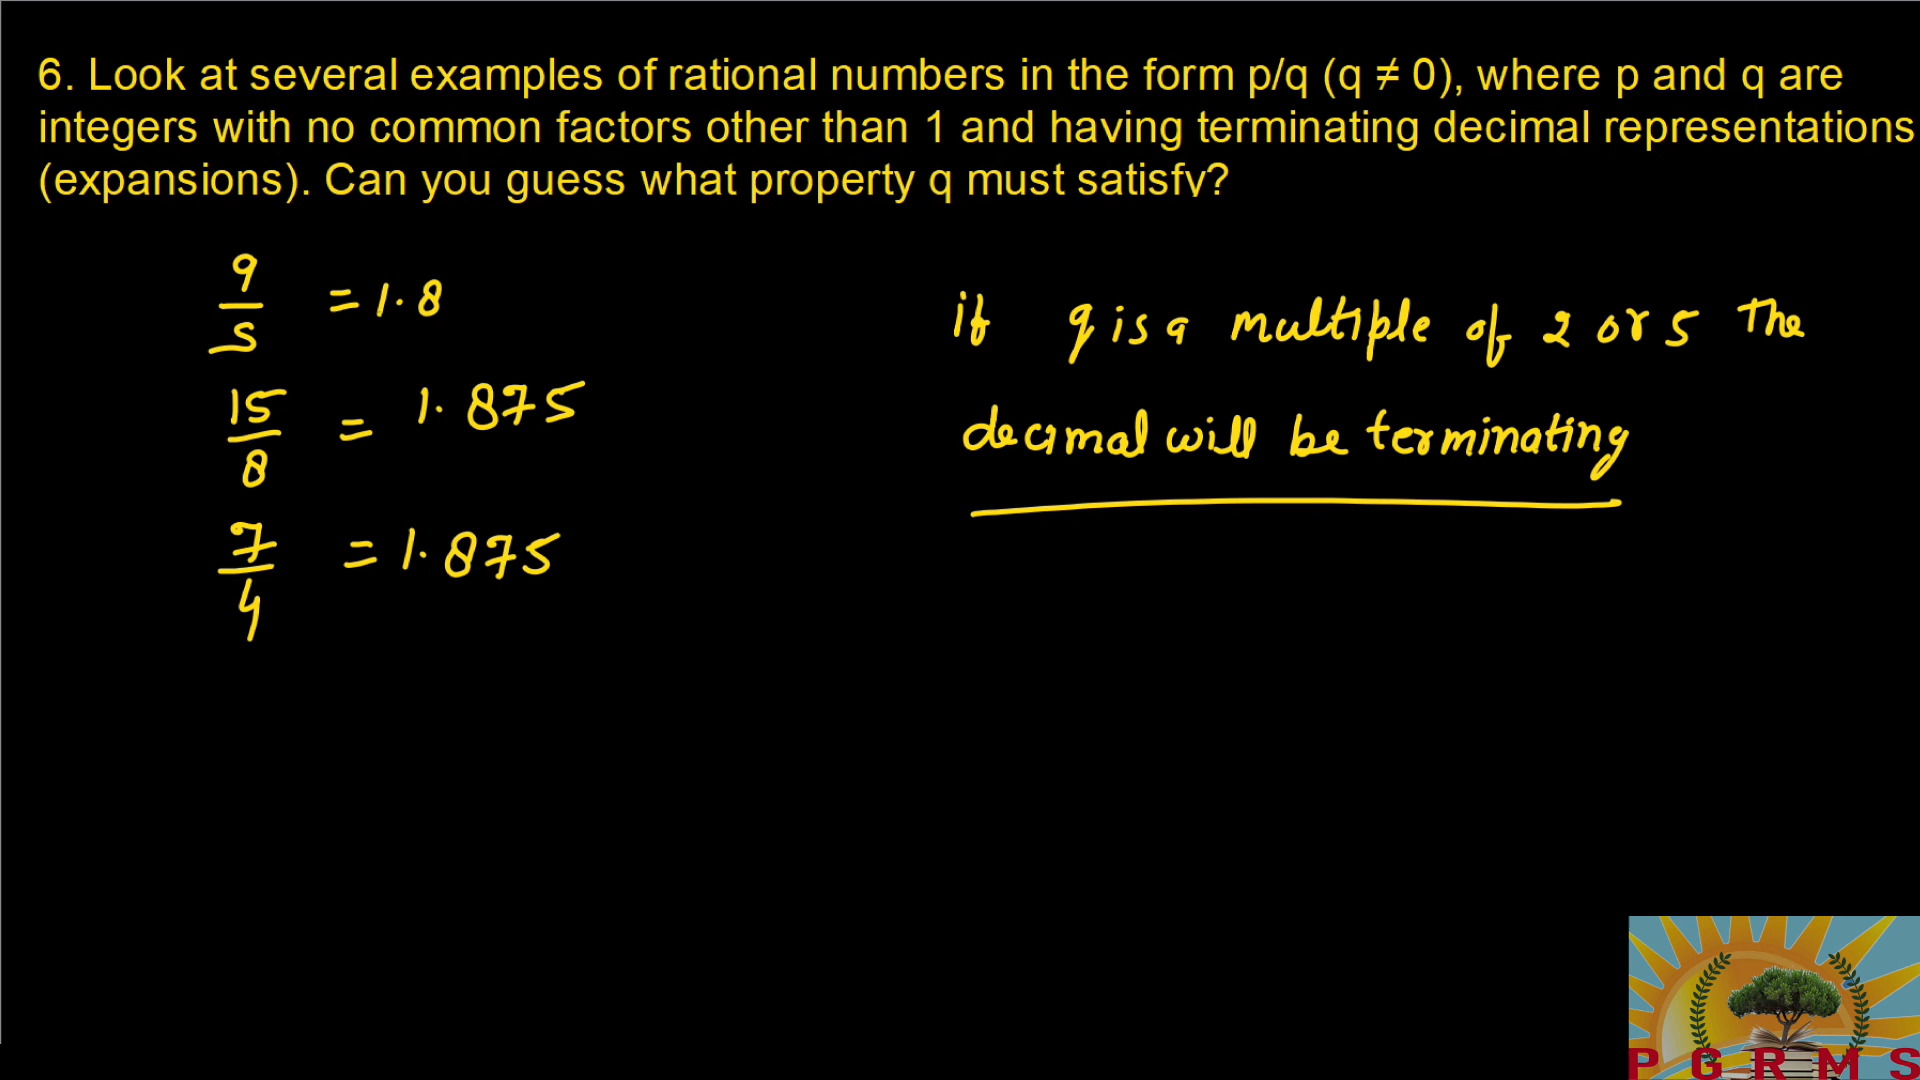 6. Look at several examples of rational numbers in the form p/q (q ≠ 0), where p and q are
integers with no common factors other than 1 and having terminating decimal representations
(expansions). Can you guess what property q must satisfy?
9/5 = 1.8
15/8 = 1.875
7/4 = 1.875
if q is a multiple of 2 or 5 The
decimal will be terminating
PGRMS